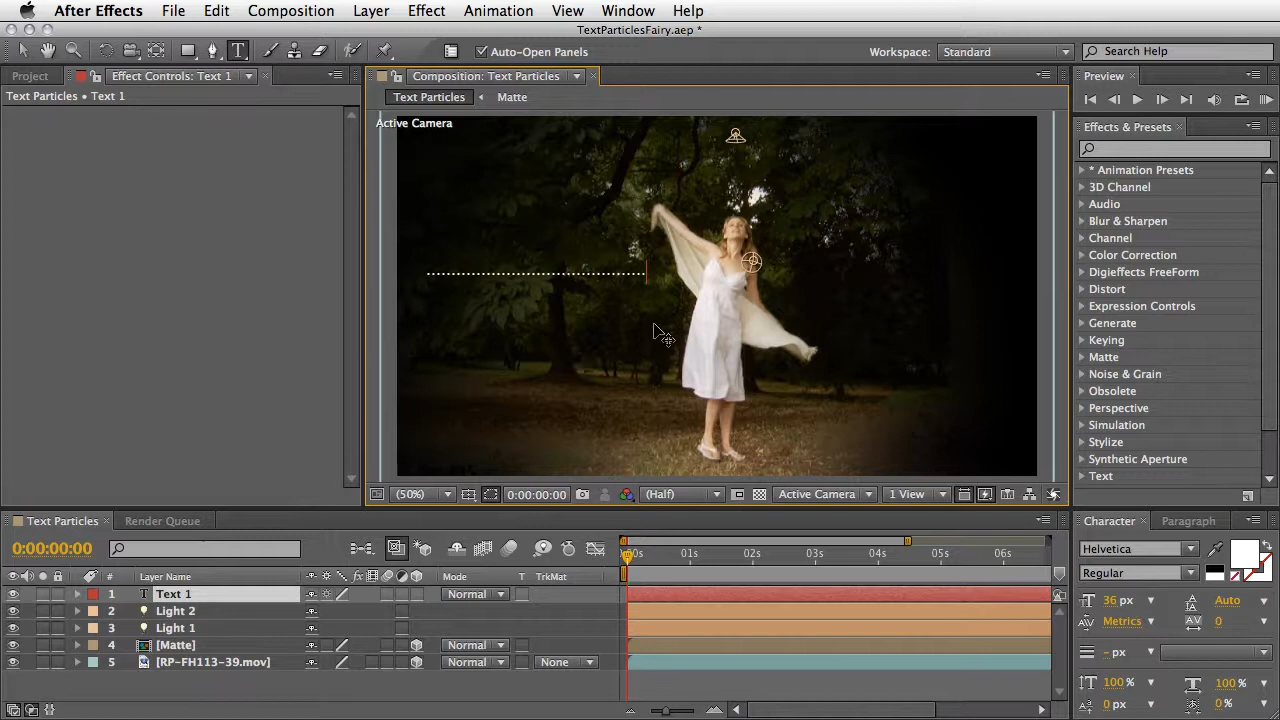 After Effects File Edit Composition Layer Effect Animation View Window Help
TextParticlesFairy.aep *
T Auto-Open Panels Workspace: Standard Search Help
Project Effect Controls: Text 1 Composition: Text Particles Preview
Text Particles • Text 1
Text Particles Matte
Active Camera
Effects & Presets
* Animation Presets
3D Channel
Audio
Blur & Sharpen
Channel
Color Correction
Digieffects FreeForm
Distort
Expression Controls
Generate
Keying
Matte
Noise & Grain
Obsolete
Perspective
Simulation
Stylize
Synthetic Aperture
Text
(50%) 0:00:00:00 (Half) Active Camera 1 View
Text Particles Render Queue
0:00:00:00
# Layer Name Mode T TrkMat
1 T Text 1 Normal
2 Light 2
3 Light 1
4 [Matte] Normal
5 [RP-FH113-39.mov] Normal None
:00s 01s 02s 03s 04s 05s 06s
Character Paragraph
Helvetica
Regular
36 px Auto
Metrics 0
- px
100 % 100 %
0 px 0 %